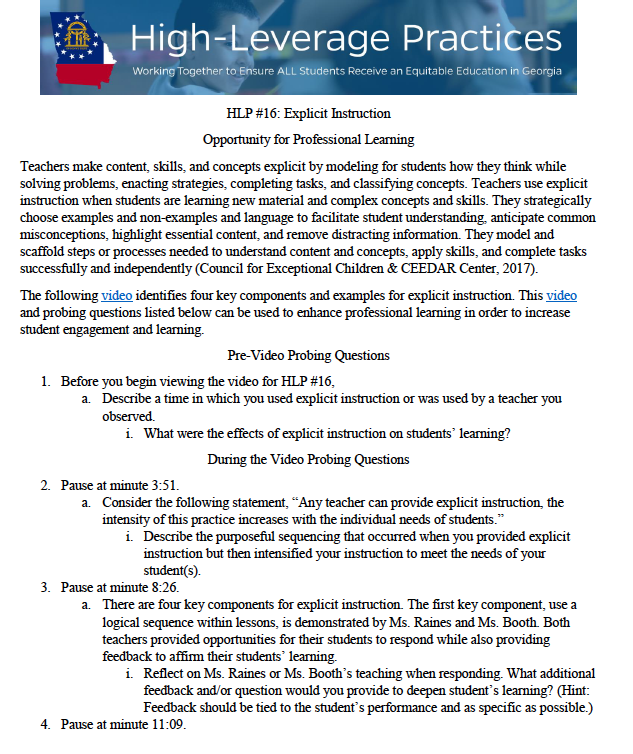 High-Leverage Practices
Working Together to Ensure ALL Students Receive an Equitable Education in Georgia
HLP #16: Explicit Instruction
Opportunity for Professional Learning
Teachers make content, skills, and concepts explicit by modeling for students how they think while
solving problems, enacting strategies, completing tasks, and classifying concepts. Teachers use explicit
instruction when students are learning new material and complex concepts and skills. They strategically
choose examples and non-examples and language to facilitate student understanding, anticipate common
misconceptions, highlight essential content, and remove distracting information. They model and
scaffold steps or processes needed to understand content and concepts, apply skills, and complete tasks
successfully and independently (Council for Exceptional Children & CEEDAR Center, 2017).
The following video identifies four key components and examples for explicit instruction. This video
and probing questions listed below can be used to enhance professional learning in order to increase
student engagement and learning.
Pre-Video Probing Questions
1. Before you begin viewing the video for HLP #16,
a. Describe a time in which you used explicit instruction or was used by a teacher you
observed.
i. What were the effects of explicit instruction on students' learning?
During the Video Probing Questions
2. Pause at minute 3:51.
a. Consider the following statement, "Any teacher can provide explicit instruction, the
intensity of this practice increases with the individual needs of students."
i. Describe the purposeful sequencing that occurred when you provided explicit
instruction but then intensified your instruction to meet the needs of your
student(s).
3. Pause at minute 8:26.
a. There are four key components for explicit instruction. The first key component, use a
logical sequence within lessons, is demonstrated by Ms. Raines and Ms. Booth. Both
teachers provided opportunities for their students to respond while also providing
feedback to affirm their students' learning.
i. Reflect on Ms. Raines or Ms. Booth's teaching when responding. What additional
feedback and/or question would you provide to deepen student's learning? (Hint:
Feedback should be tied to the student's performance and as specific as possible.)
4. Pause at minute 11:09.